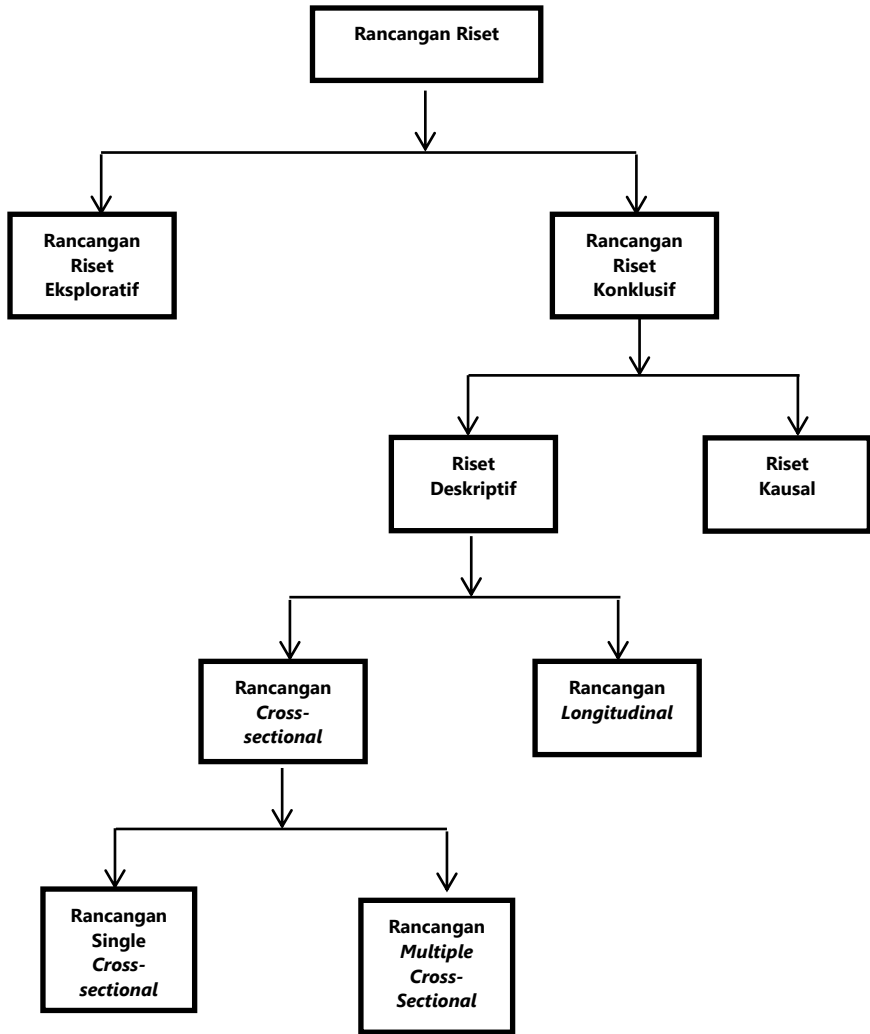 Rancangan Riset
Rancangan
Riset
Eksploratif
Rancangan
Riset
Konklusif
Riset
Deskriptif
Riset
Kausal
Rancangan
Cross-
sectional
Rancangan
Longitudinal
Rancangan
Single
Cross-
sectional
Rancangan
Multiple
Cross-
Sectional